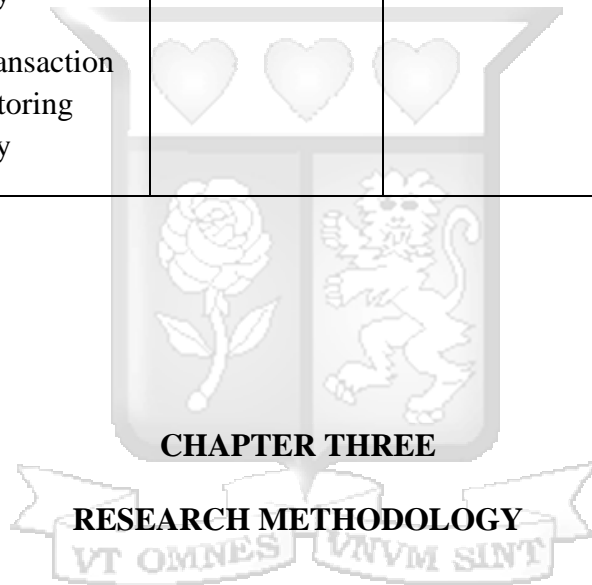 y
ansaction
toring
y
CHAPTER THREE
RESEARCH METHODOLOGY
VT OMNES VNVM SINT